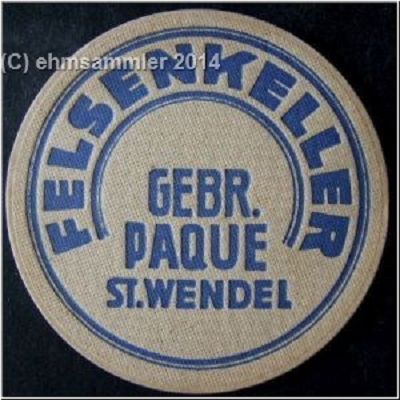 (C) ehmsammler 2014
FELSENKELLER
GEBR.
PAQUE
ST.WENDEL